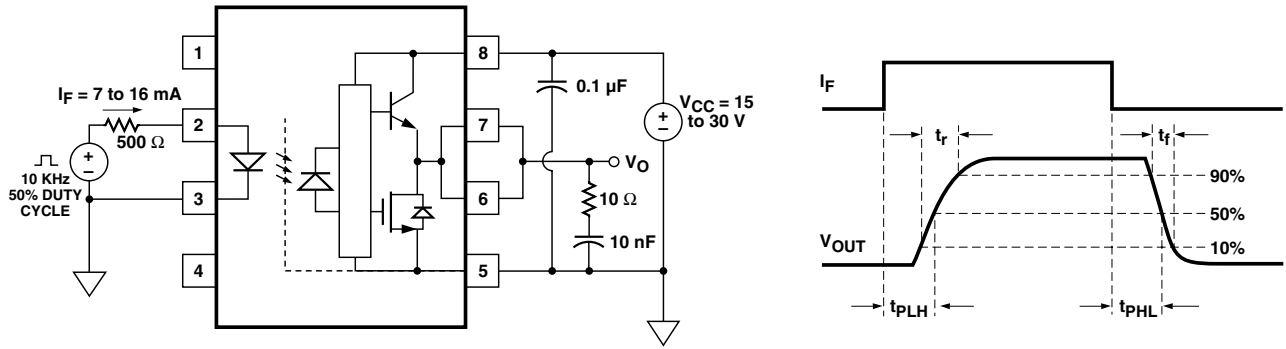 1
8
I_F = 7 to 16 mA
0.1 µF
V_CC = 15
to 30 V
2
7
500 Ω
+
−
+
−
V_O
10 KHz
50% DUTY
CYCLE
3
6
10 Ω
10 nF
4
5
I_F
t_r
t_f
90%
50%
V_OUT
10%
t_PLH
t_PHL